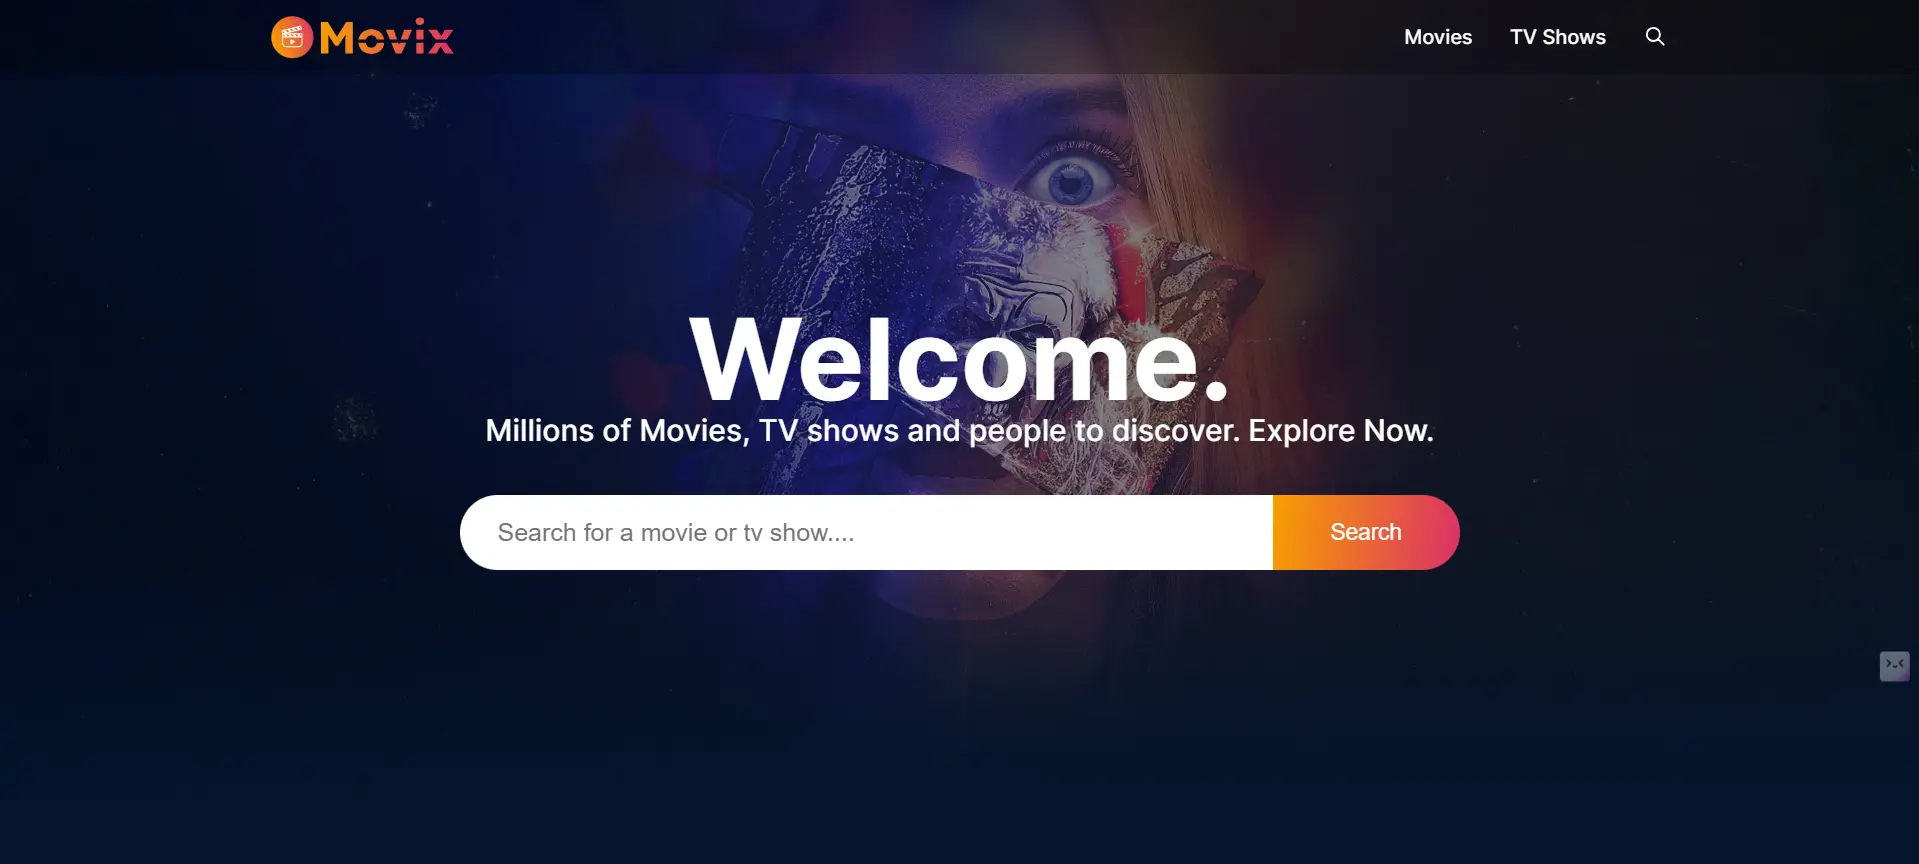 Movix
Movies
TV Shows
Welcome.
Millions of Movies, TV shows and people to discover. Explore Now.
Search for a movie or tv show....
Search